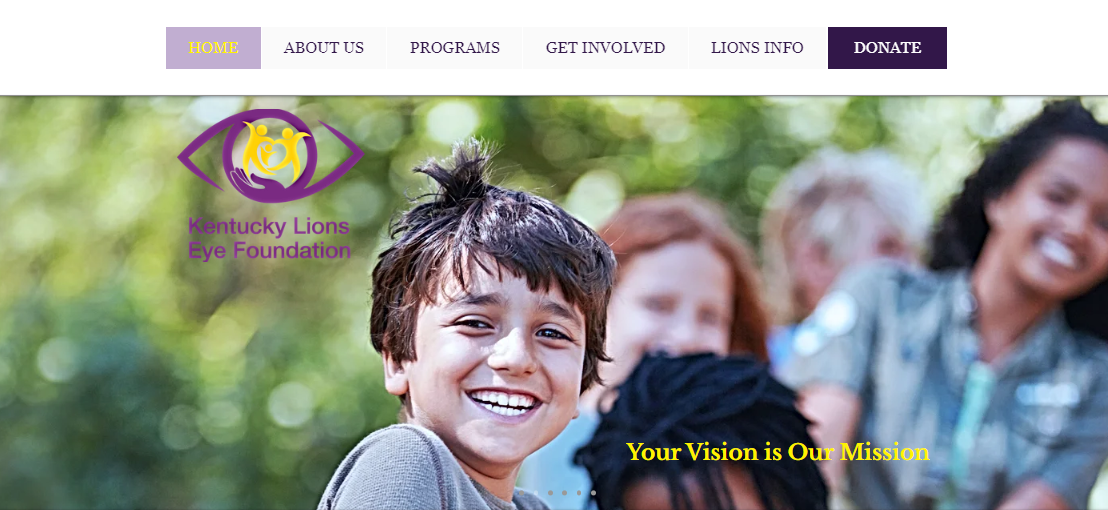 HOME
ABOUT US
PROGRAMS
GET INVOLVED
LIONS INFO
DONATE
Kentucky Lions
Eye Foundation
Your Vision is Our Mission